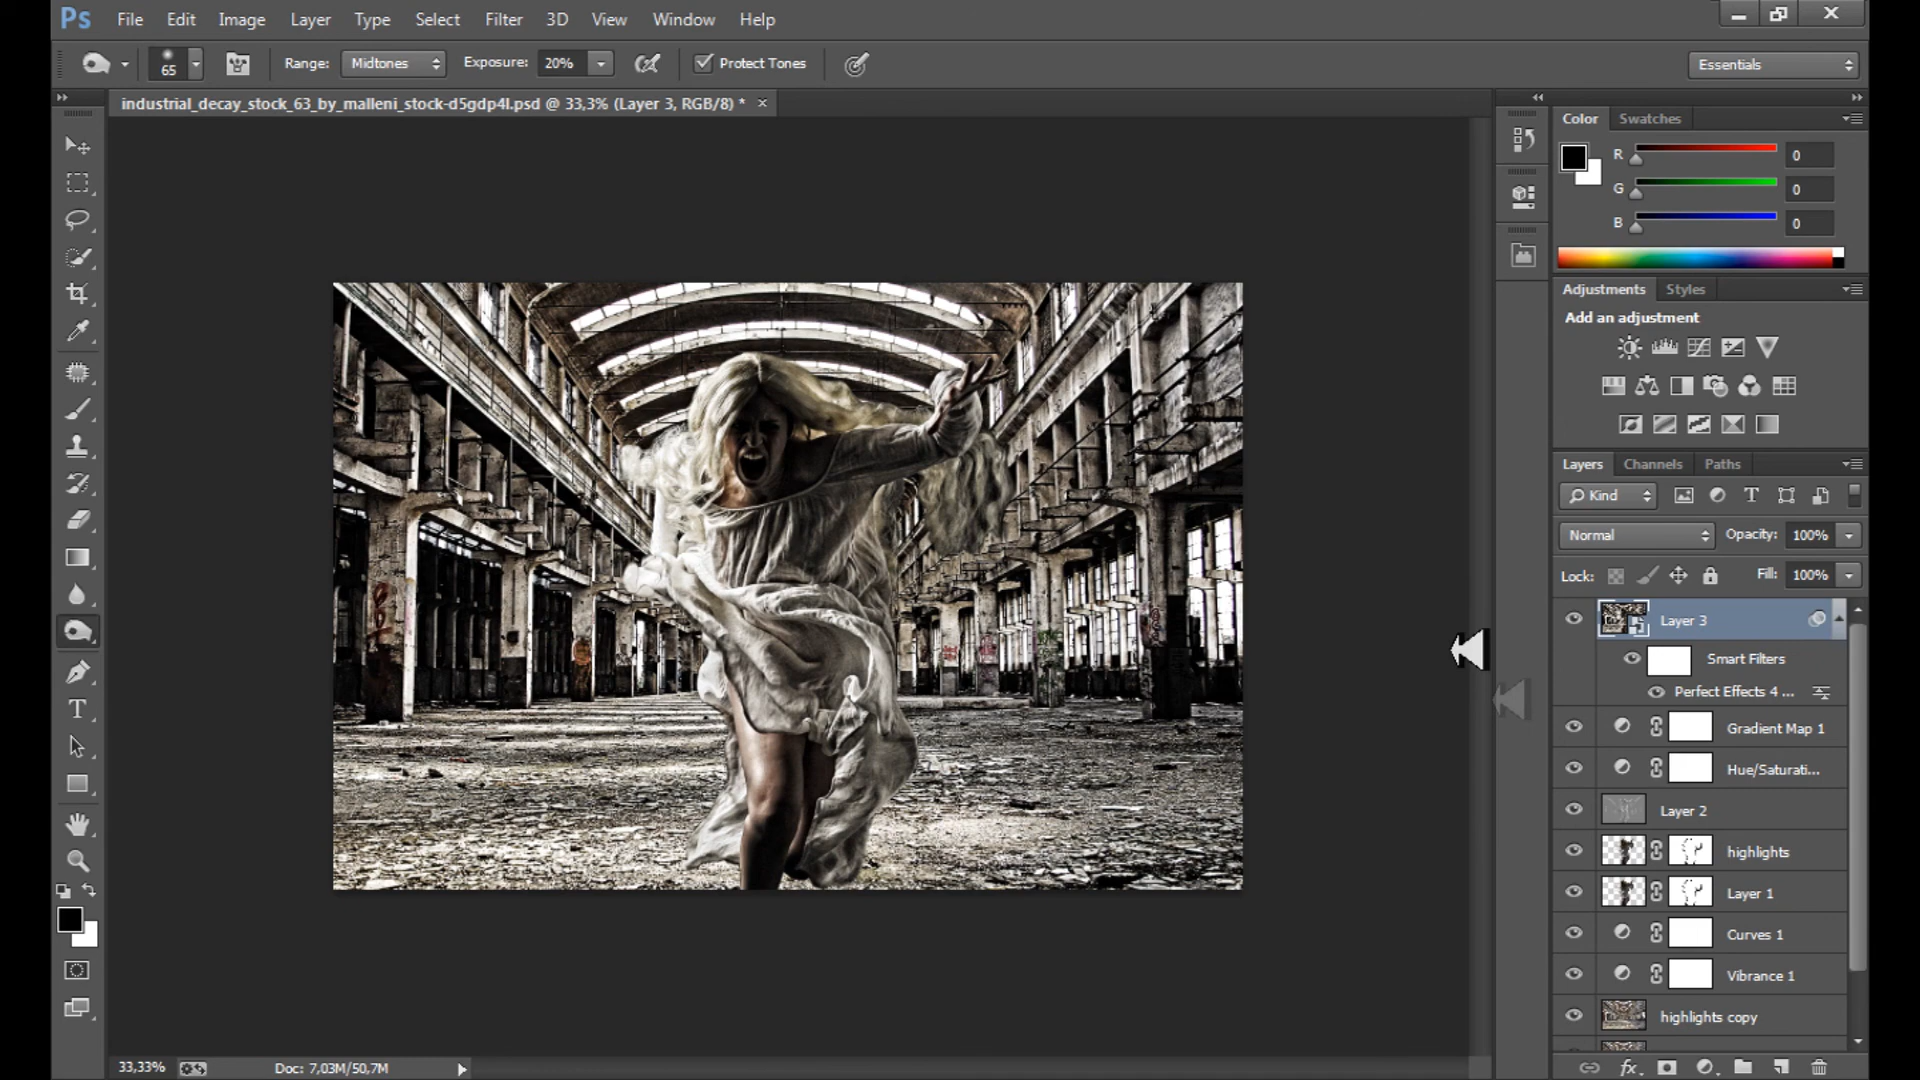 Ps File Edit Image Layer Type Select Filter 3D View Window Help
65 Range: Midtones Exposure: 20% Protect Tones Essentials
industrial_decay_stock_63_by_malleni_stock-d5gdp4l.psd @ 33,3% (Layer 3, RGB/8) *
Color Swatches
R 0
G 0
B 0
Adjustments Styles
Add an adjustment
Layers Channels Paths
Kind
Normal Opacity: 100%
Lock: Fill: 100%
Layer 3
Smart Filters
Perfect Effects 4 ...
Gradient Map 1
Hue/Saturati...
Layer 2
highlights
Layer 1
Curves 1
Vibrance 1
highlights copy
33,33% Doc: 7,03M/50,7M